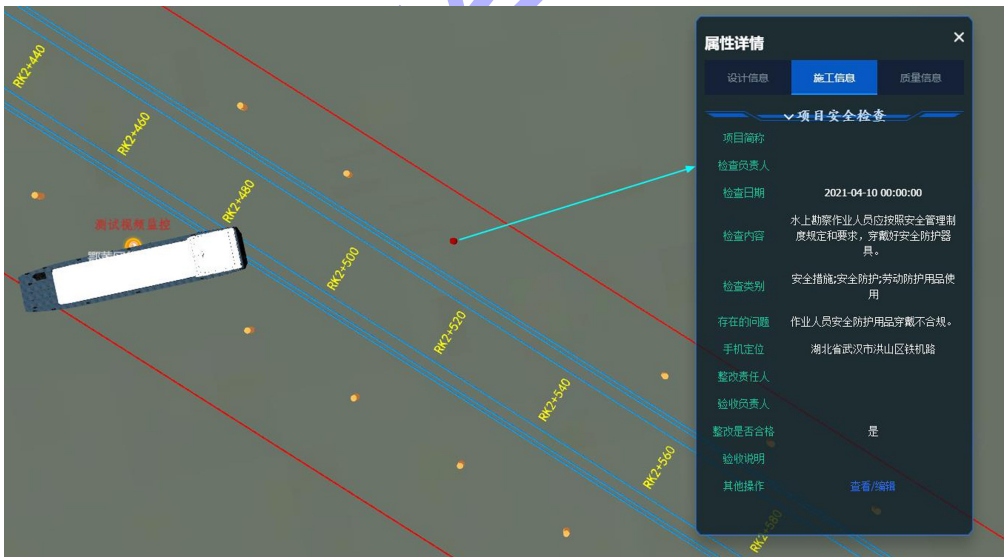 RK2+440
RK2+460
RK2+480
RK2+500
RK2+520
RK2+540
RK2+560
RK2+580
测试视频监控
属性详情
×
设计信息 施工信息 质量信息
项目安全检查
项目简称
检查负责人
检查日期 2021-04-10 00:00:00
检查内容 水上勘察作业人员应按照安全管理制
度规定和要求，穿戴好安全防护器
具。
检查类别 安全措施;安全防护;劳动防护用品使
用
存在的问题 作业人员安全防护用品穿戴不合规。
手机定位 湖北省武汉市洪山区铁机路
整改责任人
验收负责人
整改是否合格 是
验收说明
其他操作 查看/编辑